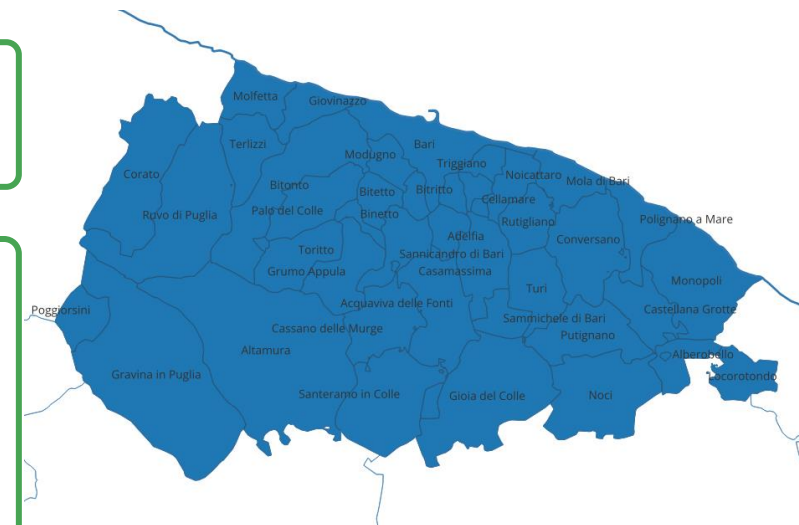 Molfetta
Giovinazzo
Terlizzi
Bari
Modugno
Triggiano
Corato
Noicattaro
Mola di Bari
Bitonto
Bitetto
Bitritto
Cellamare
Ruvo di Puglia
Palo del Colle
Binetto
Rutigliano
Polignano a Mare
Adelfia
Conversano
Toritto
Sannicandro di Bari
Grumo Appula
Casamassima
Monopoli
Turi
Poggiorsini
Acquaviva delle Fonti
Castellana Grotte
Sammichele di Bari
Cassano delle Murge
Putignano
Altamura
Alberobello
Gravina in Puglia
Locorotondo
Santeramo in Colle
Gioia del Colle
Noci